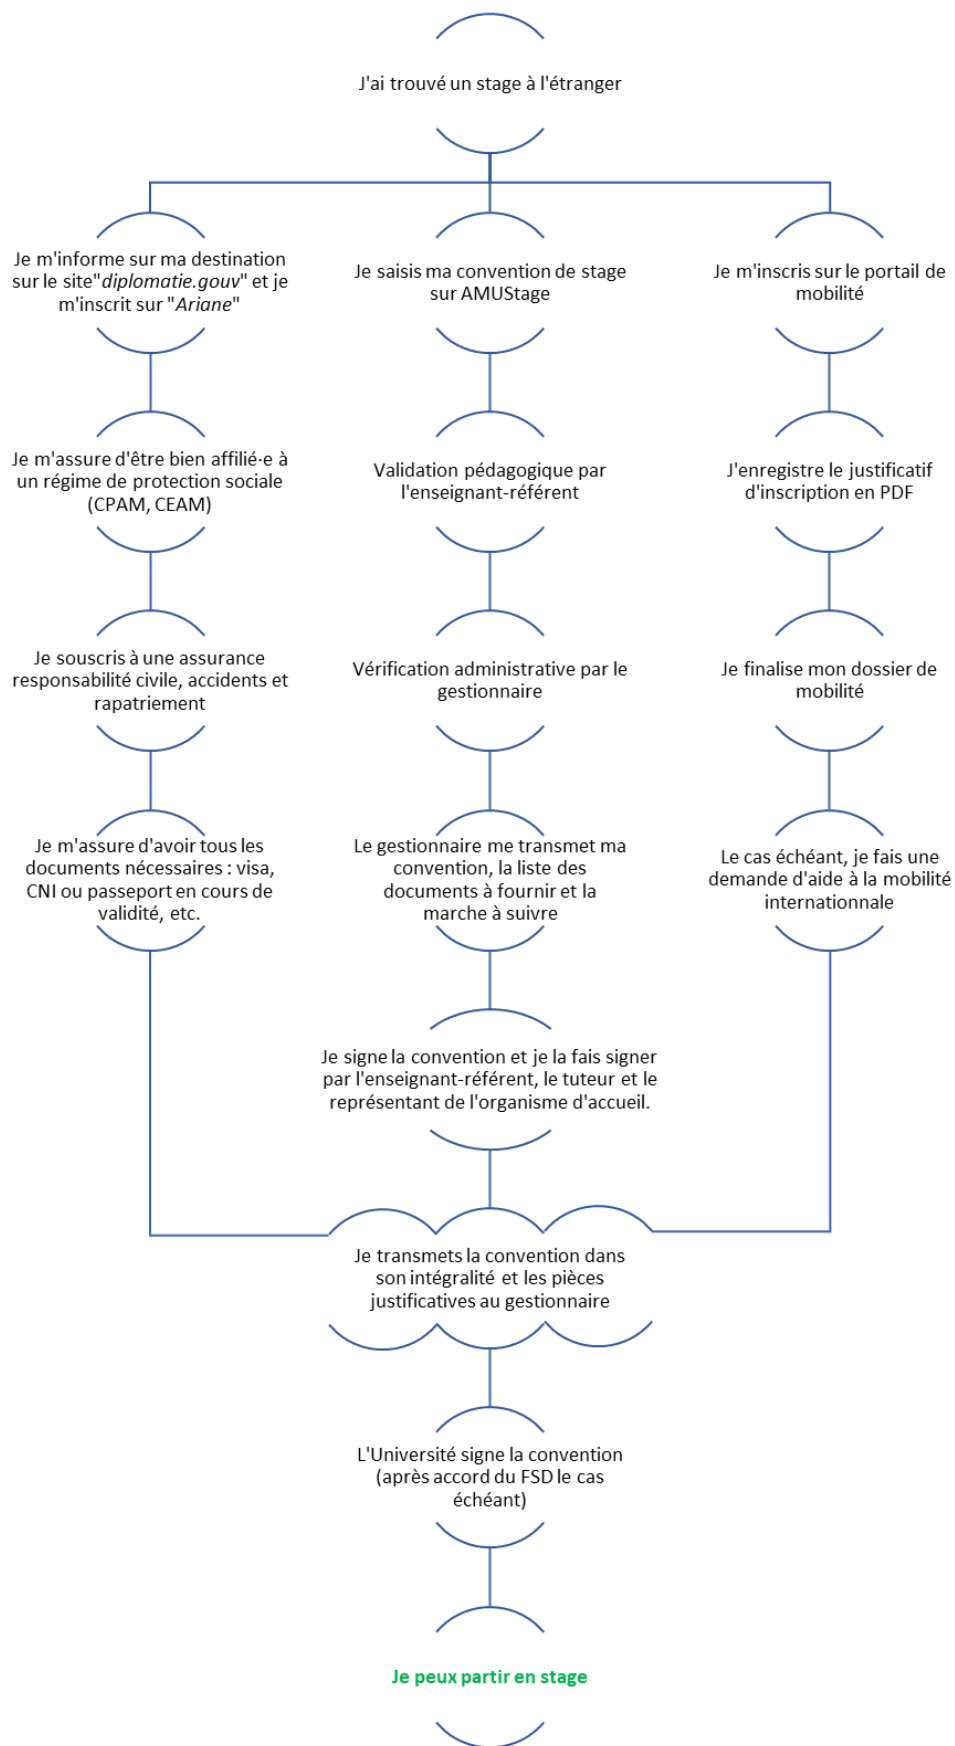 J'ai trouvé un stage à l'étranger
Je m'informe sur ma destination
sur le site"diplomatie.gouv" et je
m'inscrit sur "Ariane"
Je saisis ma convention de stage
sur AMUStage
Je m'inscris sur le portail de
mobilité
Je m'assure d'être bien affilié·e à
un régime de protection sociale
(CPAM, CEAM)
Validation pédagogique par
l'enseignant-référent
J'enregistre le justificatif
d'inscription en PDF
Je souscris à une assurance
responsabilité civile, accidents et
rapatriement
Vérification administrative par le
gestionnaire
Je finalise mon dossier de
mobilité
Je m'assure d'avoir tous les
documents nécessaires : visa,
CNI ou passeport en cours de
validité, etc.
Le gestionnaire me transmet ma
convention, la liste des
documents à fournir et la
marche à suivre
Le cas échéant, je fais une
demande d'aide à la mobilité
internationnale
Je signe la convention et je la fais signer
par l'enseignant-référent, le tuteur et le
représentant de l'organisme d'accueil.
Je transmets la convention dans
son intégralité et les pièces
justificatives au gestionnaire
L'Université signe la convention
(après accord du FSD le cas
échéant)
Je peux partir en stage